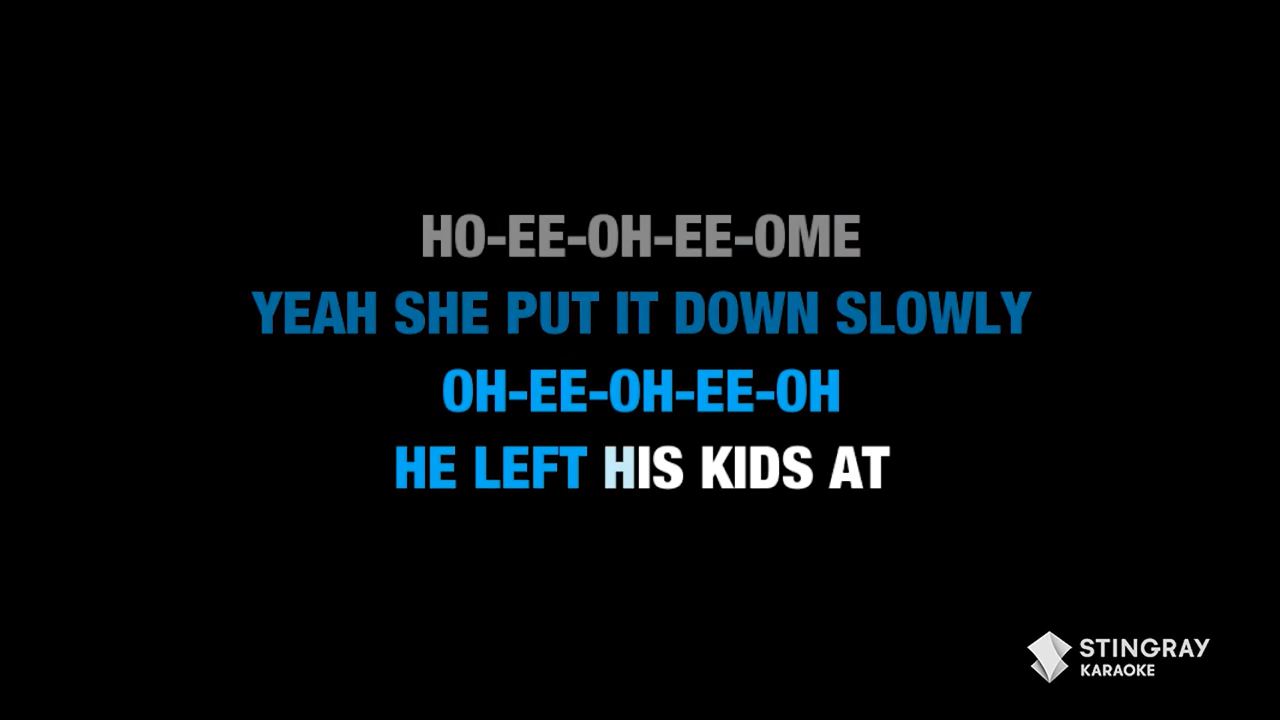 HO-EE-OH-EE-OME
YEAH SHE PUT IT DOWN SLOWLY
OH-EE-OH-EE-OH
HE LEFT HIS KIDS AT
STINGRAY
KARAOKE